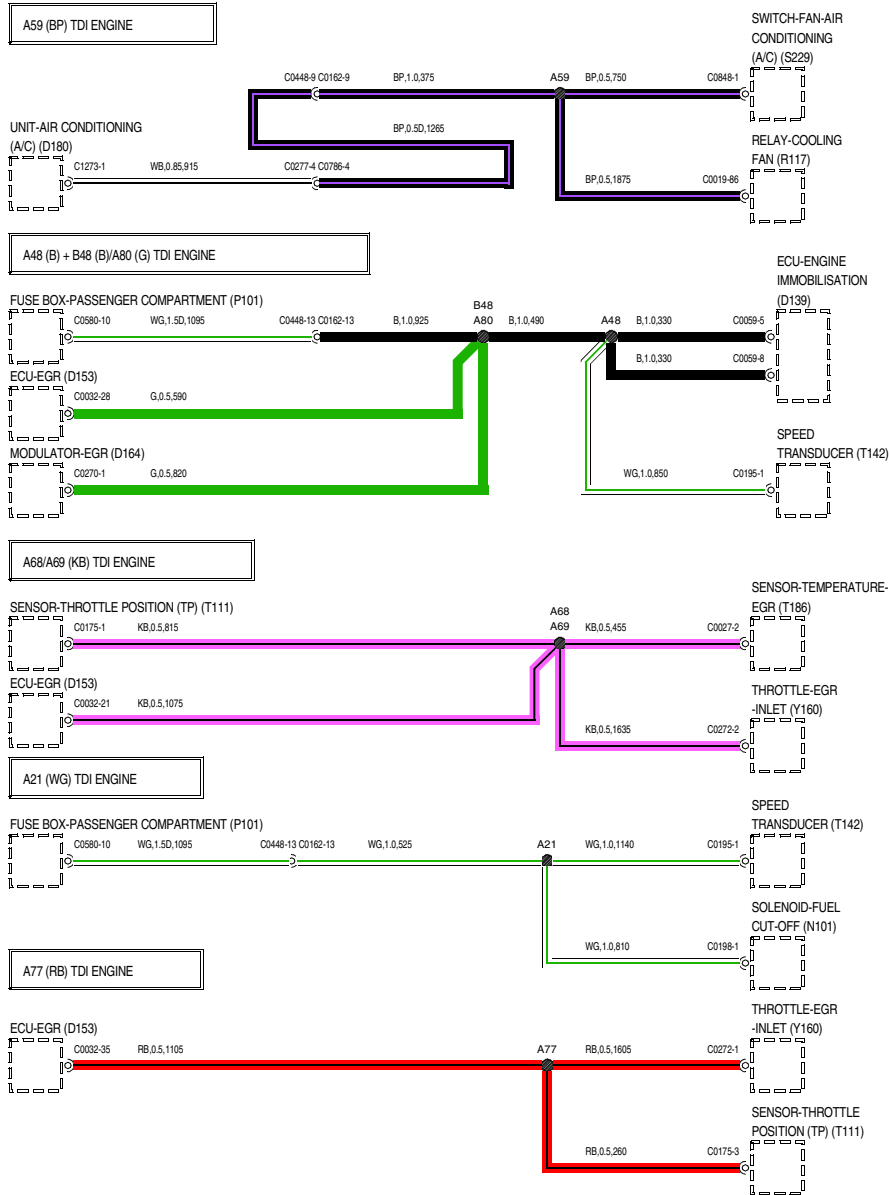 A59 (BP) TDI ENGINE
SWITCH-FAN-AIR
CONDITIONING
(A/C) (S229)
C0448-9 C0162-9
BP,1.0,375
A59
BP,0.5,750
C0848-1
UNIT-AIR CONDITIONING
(A/C) (D180)
BP,0.5D,1265
RELAY-COOLING
FAN (R117)
C1273-1
WB,0.85,915
C0277-4 C0786-4
BP,0.5,1875
C0019-86
A48 (B) + B48 (B)/A80 (G) TDI ENGINE
ECU-ENGINE
IMMOBILISATION
(D139)
FUSE BOX-PASSENGER COMPARTMENT (P101)
B48
C0580-10
WG,1.5D,1095
C0448-13 C0162-13
B,1.0,925
A80
B,1.0,490
A48
B,1.0,330
C0059-5
B,1.0,330
C0059-8
ECU-EGR (D153)
C0032-28
G,0.5,590
SPEED
TRANSDUCER (T142)
MODULATOR-EGR (D164)
C0270-1
G,0.5,820
WG,1.0,850
C0195-1
A68/A69 (KB) TDI ENGINE
SENSOR-TEMPERATURE-
EGR (T186)
SENSOR-THROTTLE POSITION (TP) (T111)
A68
C0175-1
KB,0.5,815
A69
KB,0.5,455
C0027-2
ECU-EGR (D153)
THROTTLE-EGR
-INLET (Y160)
C0032-21
KB,0.5,1075
KB,0.5,1635
C0272-2
A21 (WG) TDI ENGINE
SPEED
TRANSDUCER (T142)
FUSE BOX-PASSENGER COMPARTMENT (P101)
C0580-10
WG,1.5D,1095
C0448-13 C0162-13
WG,1.0,525
A21
WG,1.0,1140
C0195-1
SOLENOID-FUEL
CUT-OFF (N101)
WG,1.0,810
C0198-1
A77 (RB) TDI ENGINE
THROTTLE-EGR
-INLET (Y160)
ECU-EGR (D153)
C0032-35
RB,0.5,1105
A77
RB,0.5,1605
C0272-1
SENSOR-THROTTLE
POSITION (TP) (T111)
RB,0.5,260
C0175-3